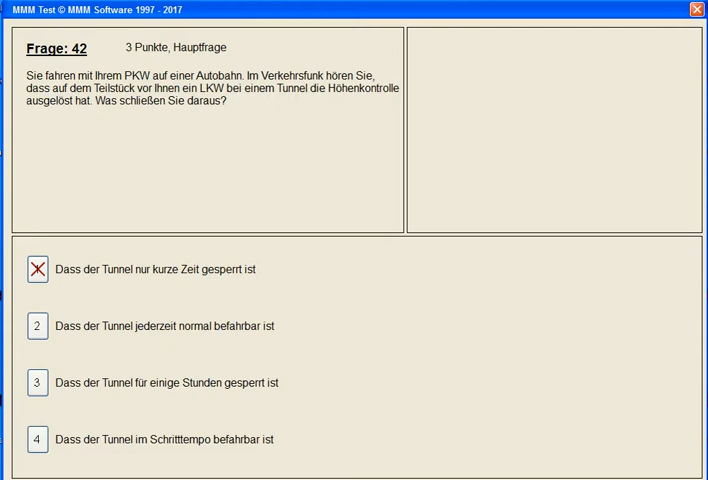 MMM Test © MMM Software 1997 - 2017
Frage: 42
3 Punkte, Hauptfrage
Sie fahren mit Ihrem PKW auf einer Autobahn. Im Verkehrsfunk hören Sie,
dass auf dem Teilstück vor Ihnen ein LKW bei einem Tunnel die Höhenkontrolle
ausgelöst hat. Was schließen Sie daraus?
1 Dass der Tunnel nur kurze Zeit gesperrt ist
2 Dass der Tunnel jederzeit normal befahrbar ist
3 Dass der Tunnel für einige Stunden gesperrt ist
4 Dass der Tunnel im Schritttempo befahrbar ist